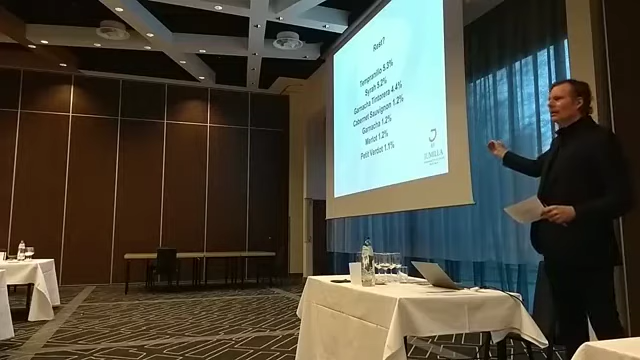 Rest?
Tempranillo 5.3%
Syrah 5.2%
Garnacha Tintorera 4.4%
Cabernet Sauvignon 1.2%
Garnacha 1.2%
Merlot 1.2%
Petit Verdot 1.1%
JUMILLA